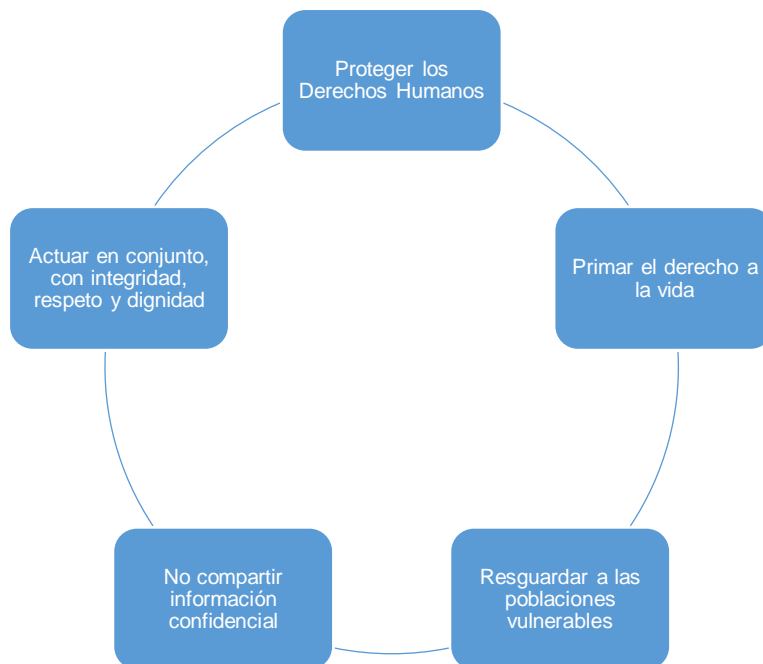 Proteger los
Derechos Humanos
Primar el derecho a
la vida
Resguardar a las
poblaciones
vulnerables
No compartir
información
confidencial
Actuar en conjunto,
con integridad,
respeto y dignidad